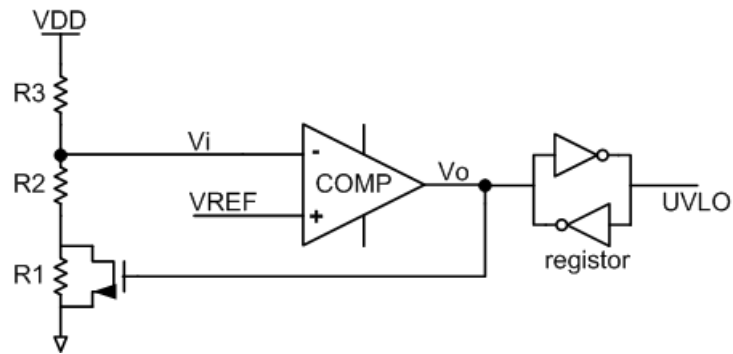 VDD
R3
Vi
R2
VREF
-
+
COMP
Vo
UVLO
registor
R1